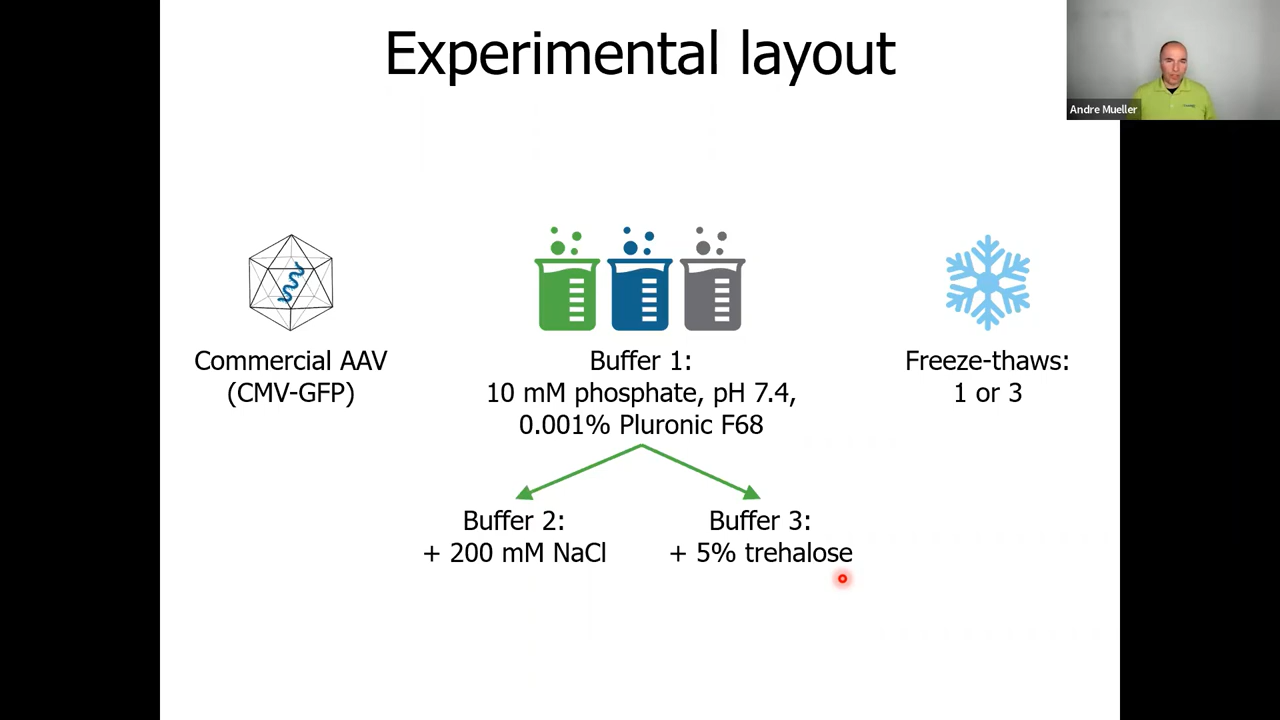 Experimental layout
Andre Mueller
Commercial AAV
(CMV-GFP)
Buffer 1:
10 mM phosphate, pH 7.4,
0.001% Pluronic F68
Freeze-thaws:
1 or 3
Buffer 2:
+ 200 mM NaCl
Buffer 3:
+ 5% trehalose